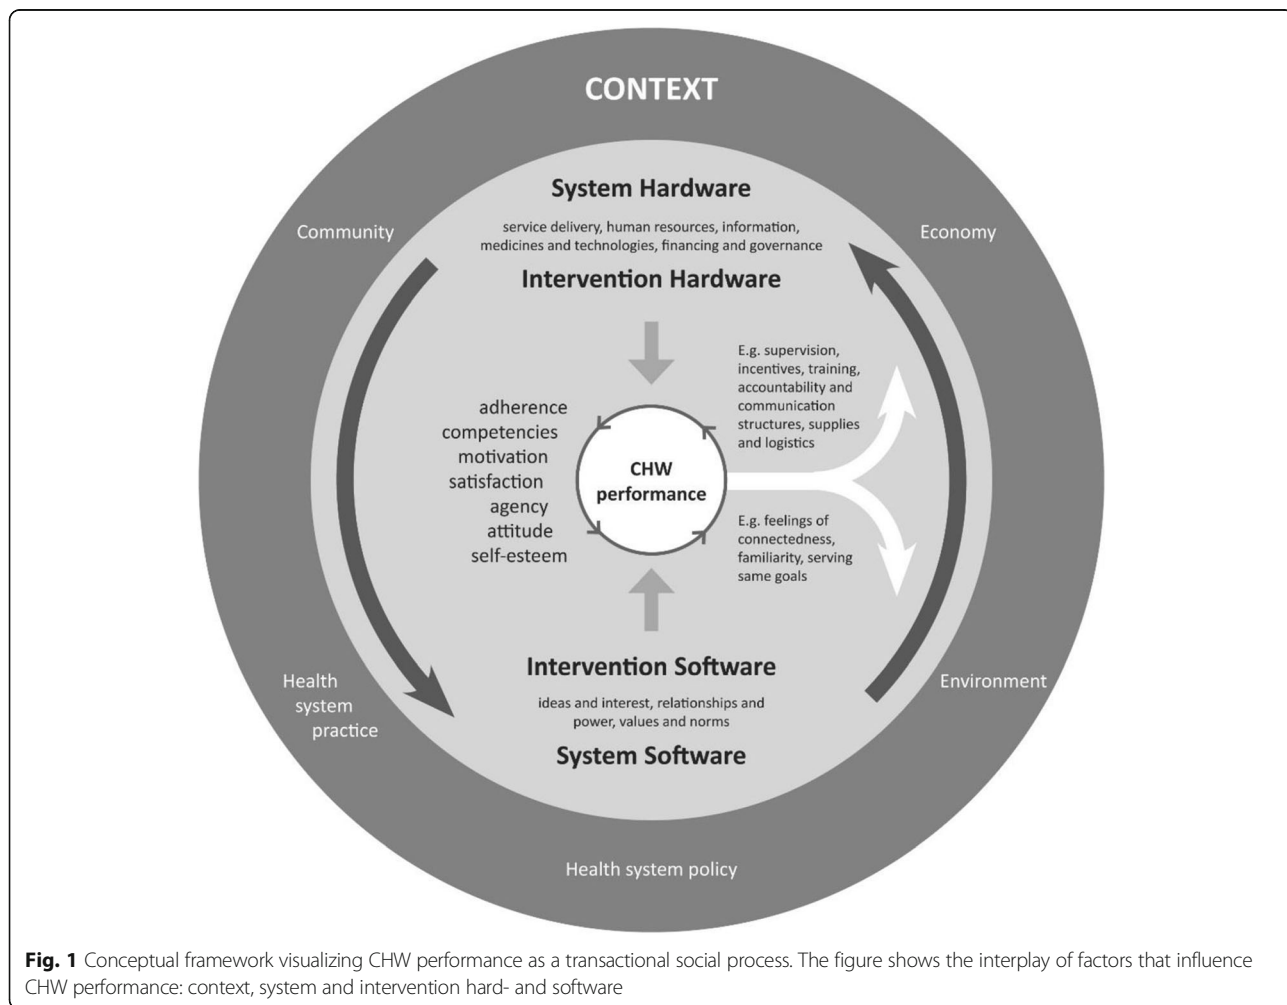 CONTEXT
System Hardware
service delivery, human resources, information,
medicines and technologies, financing and governance
Intervention Hardware
Community
Economy
E.g. supervision,
incentives, training,
accountability and
communication
structures, supplies
and logistics
adherence
competencies
motivation
satisfaction
agency
attitude
self-esteem
CHW
performance
E.g. feelings of
connectedness,
familiarity, serving
same goals
Intervention Software
ideas and interest, relationships and
power, values and norms
System Software
Health
system
practice
Environment
Health system policy
Fig. 1 Conceptual framework visualizing CHW performance as a transactional social process. The figure shows the interplay of factors that influence
CHW performance: context, system and intervention hard- and software